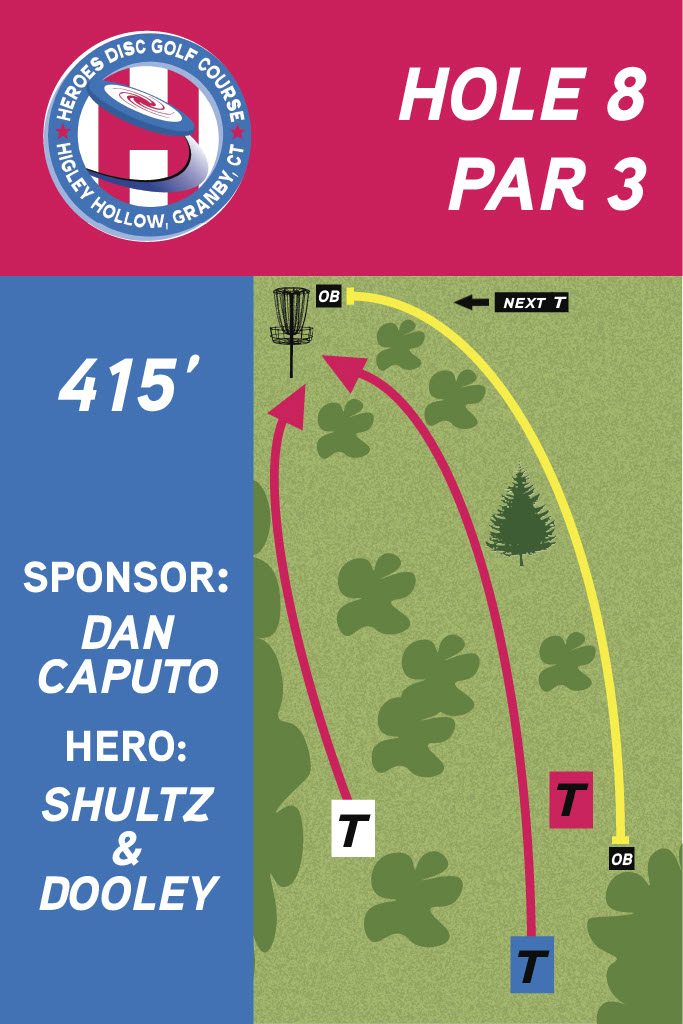 HEROES DISC GOLF COURSE
HIGLEY HOLLOW, GRANBY, CT
HOLE 8
PAR 3
415'
SPONSOR:
DAN
CAPUTO
HERO:
SHULTZ
&
DOOLEY
OB
NEXT T
T
T
OB
T